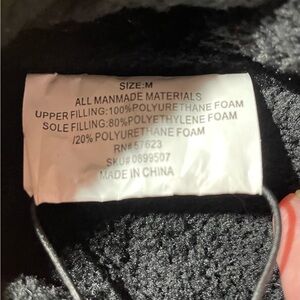 SIZE:M
ALL MANMADE MATERIALS
UPPER FILLING:100%POLYURETHANE FOAM
SOLE FILLING:80%POLYETHYLENE FOAM
/20% POLYURETHANE FOAM
RN#57623
SKU#0899507
MADE IN CHINA